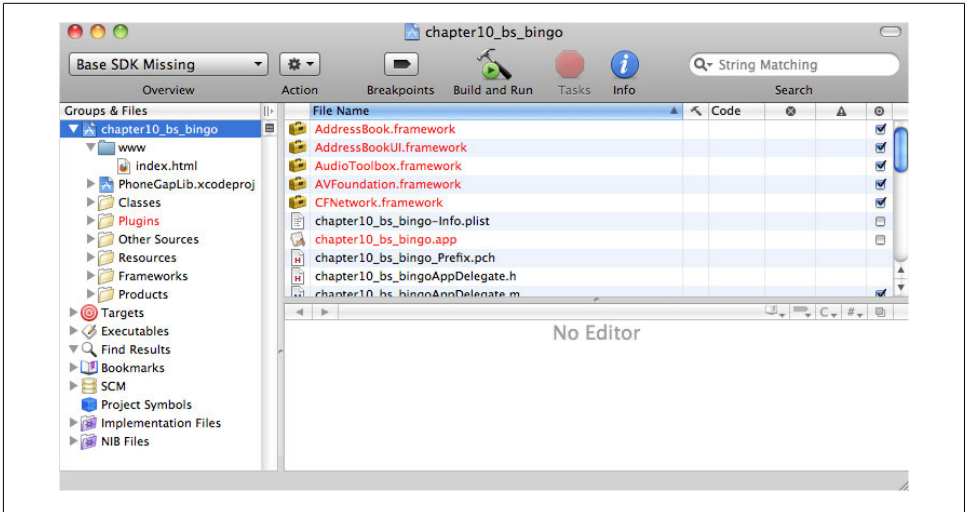 chapter10_bs_bingo
Base SDK Missing
String Matching
Overview
Action
Breakpoints
Build and Run
Tasks
Info
Search
Groups & Files
File Name
Code
chapter10_bs_bingo
www
index.html
PhoneGapLib.xcodeproj
Classes
Plugins
Other Sources
Resources
Frameworks
Products
Targets
Executables
Find Results
Bookmarks
SCM
Project Symbols
Implementation Files
NIB Files
AddressBook.framework
AddressBookUI.framework
AudioToolbox.framework
AVFoundation.framework
CFNetwork.framework
chapter10_bs_bingo-Info.plist
chapter10_bs_bingo.app
chapter10_bs_bingo_Prefix.pch
chapter10_bs_bingoAppDelegate.h
chapter10_bs_bingoAppDelegate.m
C
#
No Editor